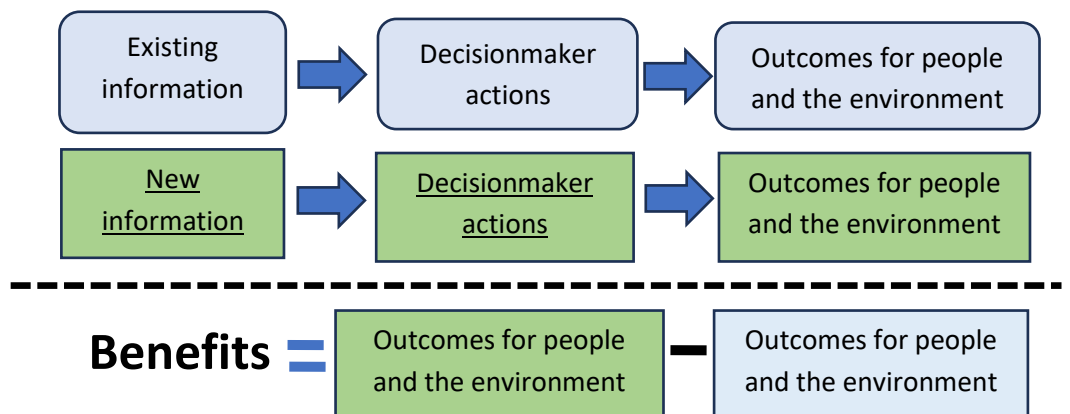 Existing
information
Decisionmaker
actions
Outcomes for people
and the environment
New
information
Decisionmaker
actions
Outcomes for people
and the environment
Benefits =
Outcomes for people
and the environment
-
Outcomes for people
and the environment